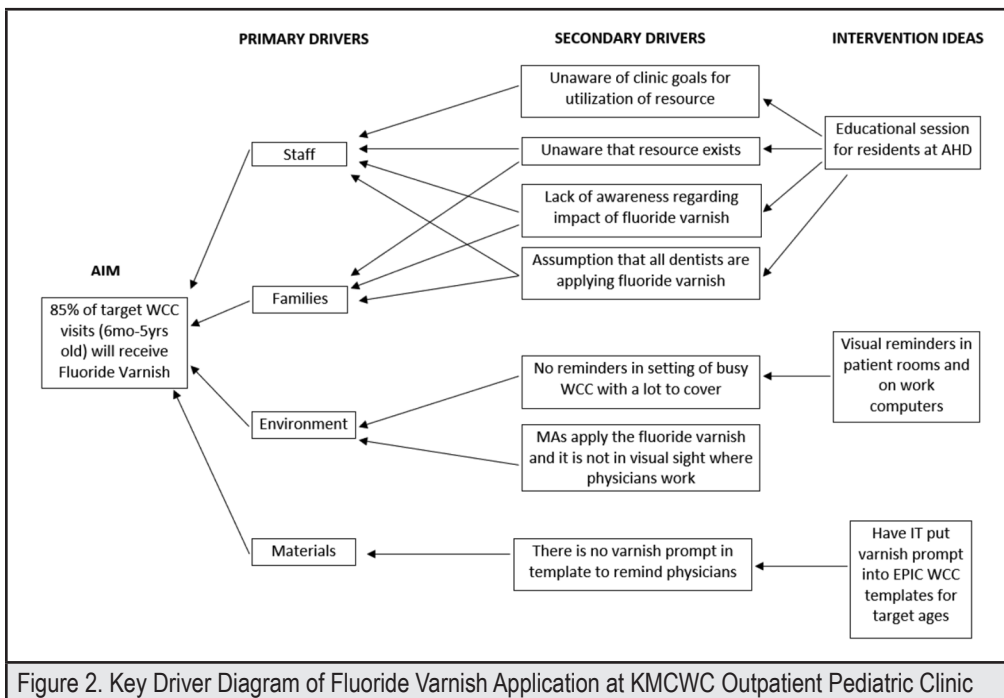 PRIMARY DRIVERS
SECONDARY DRIVERS
INTERVENTION IDEAS
Unaware of clinic goals for
utilization of resource
Staff
Unaware that resource exists
Educational session
for residents at AHD
Lack of awareness regarding
impact of fluoride varnish
AIM
Assumption that all dentists are
applying fluoride varnish
85% of target WCC
visits (6mo-5yrs
old) will receive
Fluoride Varnish
Families
No reminders in setting of busy
WCC with a lot to cover
Visual reminders in
patient rooms and
on work
computers
Environment
MAs apply the fluoride varnish
and it is not in visual sight where
physicians work
Materials
There is no varnish prompt in
template to remind physicians
Have IT put
varnish prompt
into EPIC WCC
templates for
target ages
Figure 2. Key Driver Diagram of Fluoride Varnish Application at KMCWC Outpatient Pediatric Clinic